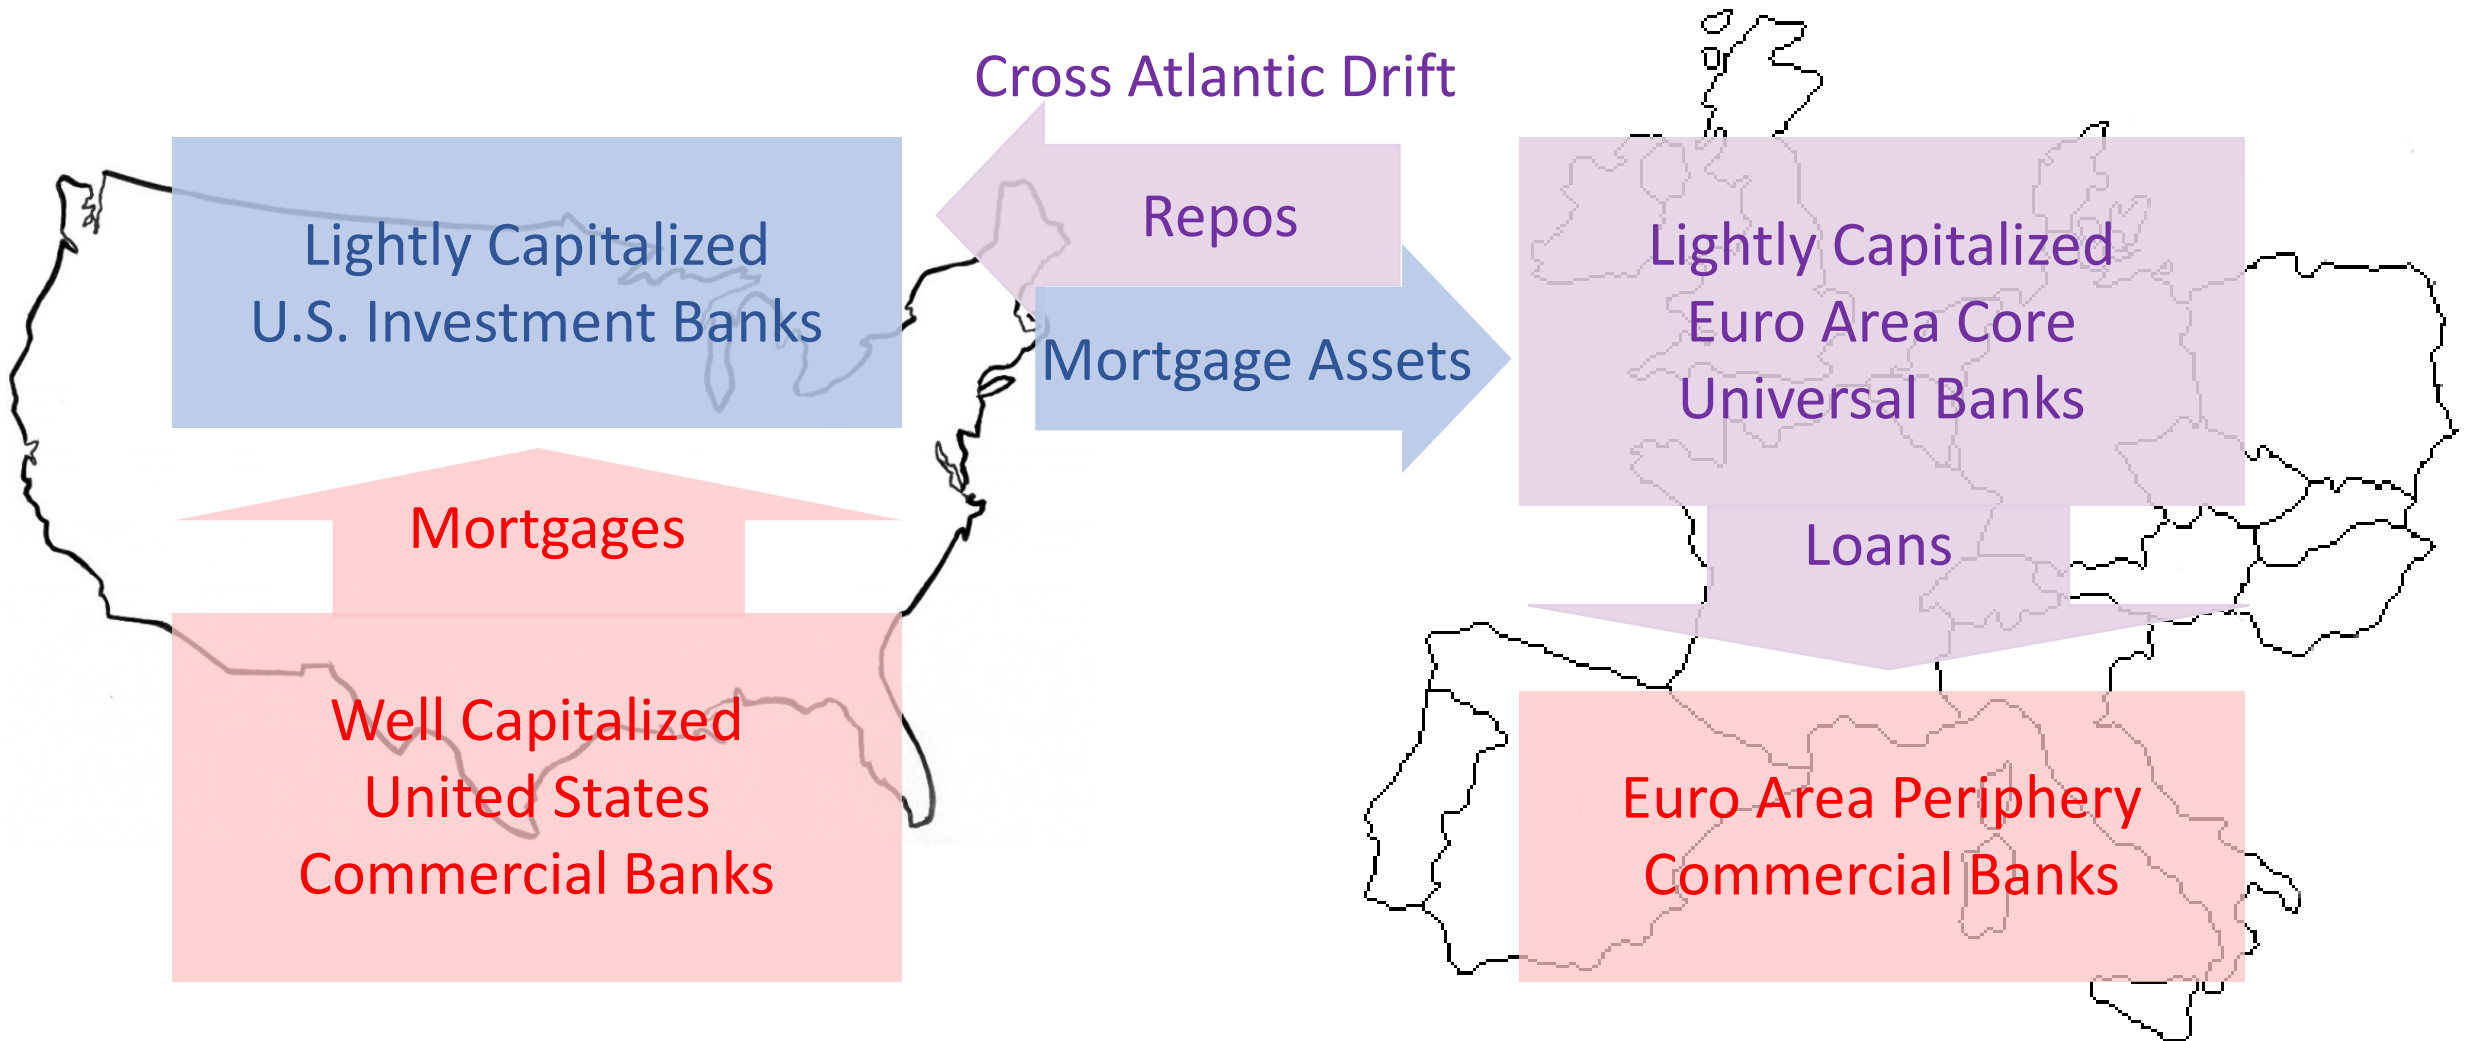 Cross Atlantic Drift
Lightly Capitalized
U.S. Investment Banks
Repos
Mortgage Assets
Lightly Capitalized
Euro Area Core
Universal Banks
Mortgages
Loans
Well Capitalized
United States
Commercial Banks
Euro Area Periphery
Commercial Banks